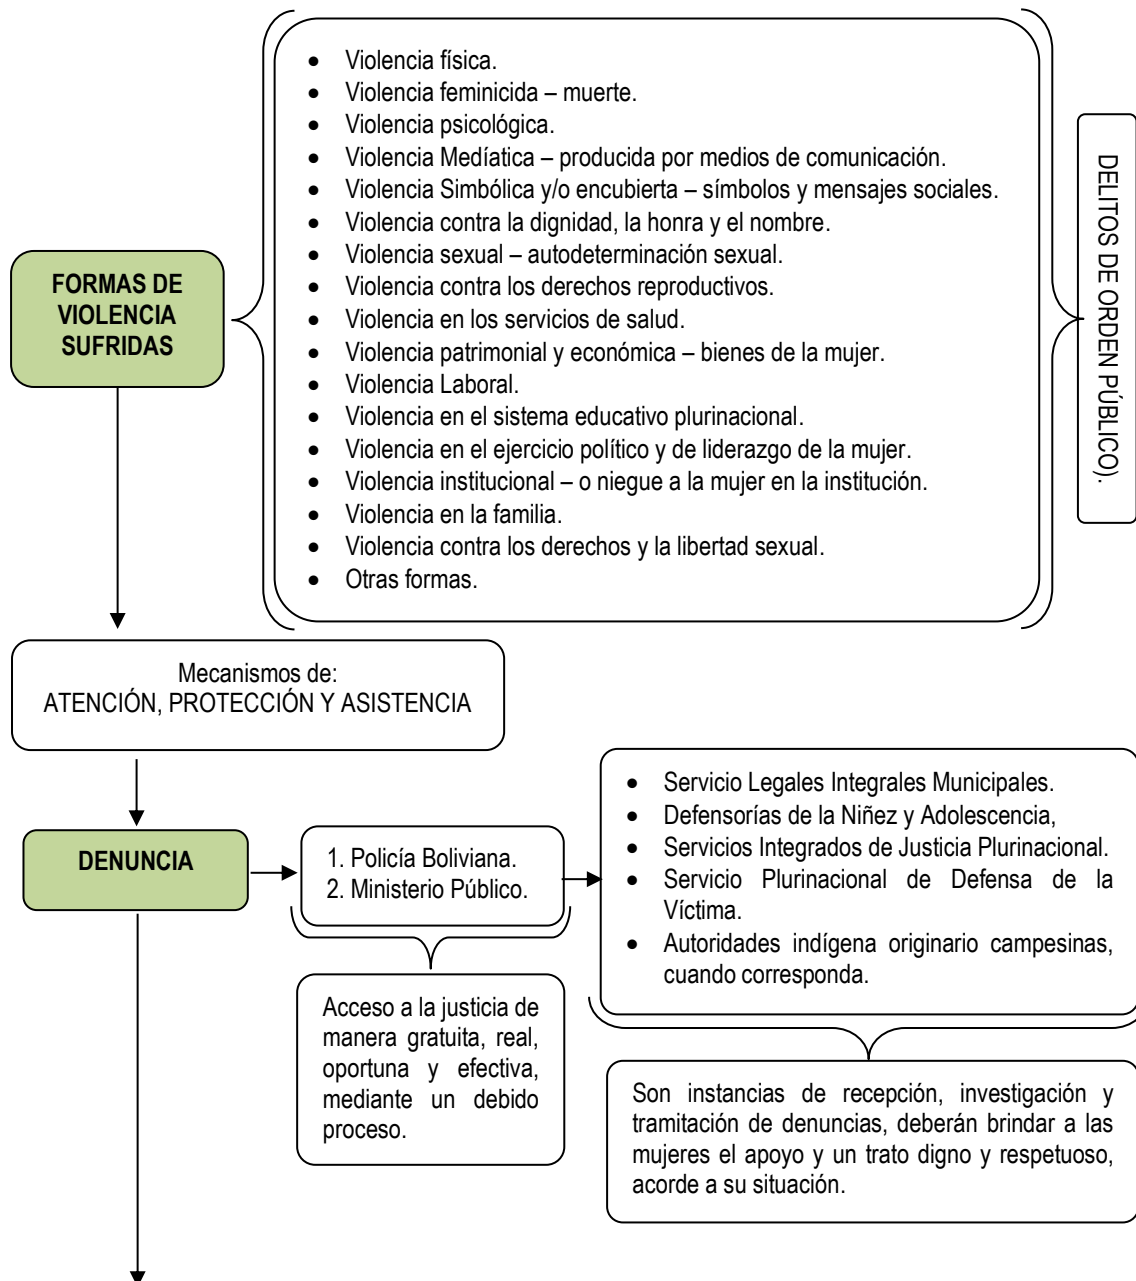 FORMAS DE
VIOLENCIA
SUFRIDAS
• Violencia física.
• Violencia feminicida – muerte.
• Violencia psicológica.
• Violencia Medíatica – producida por medios de comunicación.
• Violencia Simbólica y/o encubierta – símbolos y mensajes sociales.
• Violencia contra la dignidad, la honra y el nombre.
• Violencia sexual – autodeterminación sexual.
• Violencia contra los derechos reproductivos.
• Violencia en los servicios de salud.
• Violencia patrimonial y económica – bienes de la mujer.
• Violencia Laboral.
• Violencia en el sistema educativo plurinacional.
• Violencia en el ejercicio político y de liderazgo de la mujer.
• Violencia institucional – o niegue a la mujer en la institución.
• Violencia en la familia.
• Violencia contra los derechos y la libertad sexual.
• Otras formas.
DELITOS DE ORDEN PÚBLICO).
Mecanismos de:
ATENCIÓN, PROTECCIÓN Y ASISTENCIA
DENUNCIA
1. Policía Boliviana.
2. Ministerio Público.
Acceso a la justicia de
manera gratuita, real,
oportuna y efectiva,
mediante un debido
proceso.
• Servicio Legales Integrales Municipales.
• Defensorías de la Niñez y Adolescencia,
• Servicios Integrados de Justicia Plurinacional.
• Servicio Plurinacional de Defensa de la
Víctima.
• Autoridades indígena originario campesinas,
cuando corresponda.
Son instancias de recepción, investigación y
tramitación de denuncias, deberán brindar a las
mujeres el apoyo y un trato digno y respetuoso,
acorde a su situación.